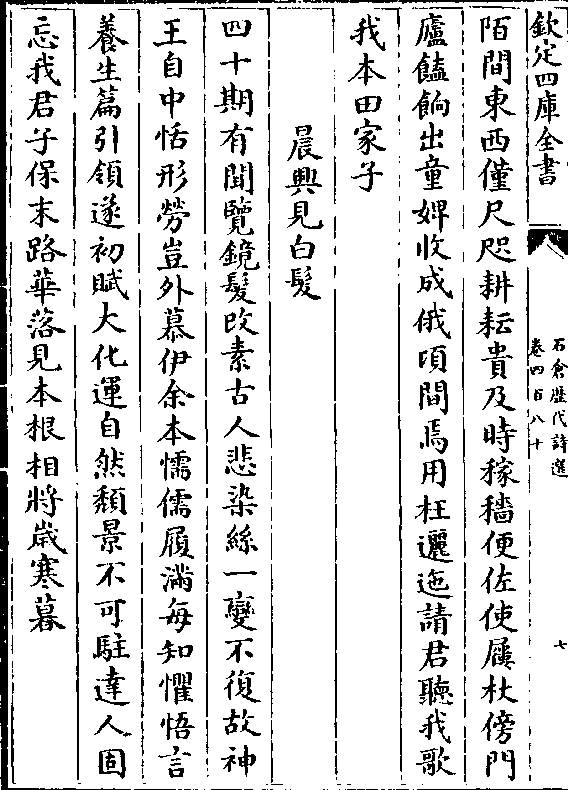 欽定四庫全書
石倉歷代詩選
卷四百八十
七
陌間東西僅尺咫耕耘貴及時稼穡便佐使屨杖傍門
廬饁餉出童婢收成俄頃間焉用枉邐迤請君聽我歌
我本田家子
晨興見白髮
四十期有聞覽鏡髮改素古人悲染絲一變不復故神
王自中恬形勞豈外慕伊余本懦儒履滿每知懼悟言
養生篇引領遂初賦大化運自然頽景不可駐達人固
忘我君子保末路華落見本根相將歲寒暮